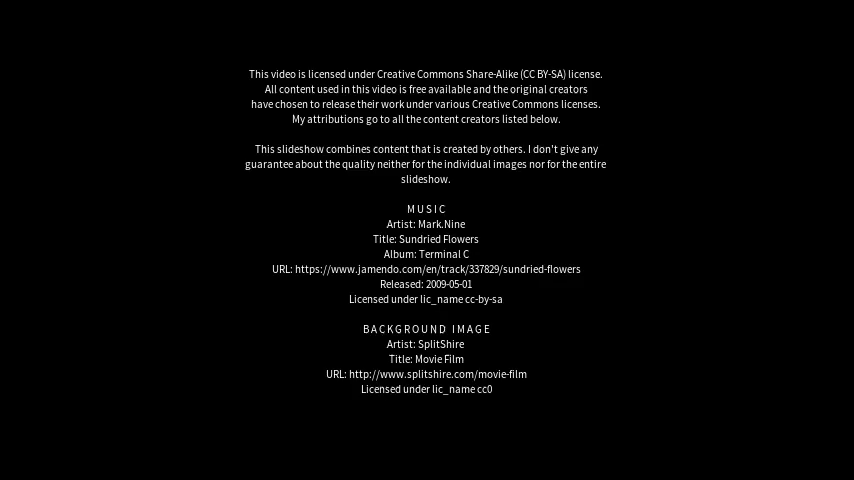 This video is licensed under Creative Commons Share-Alike (CC BY-SA) license.
All content used in this video is free available and the original creators
have chosen to release their work under various Creative Commons licenses.
My attributions go to all the content creators listed below.
This slideshow combines content that is created by others. I don't give any
guarantee about the quality neither for the individual images nor for the entire
slideshow.
MUSIC
Artist: Mark.Nine
Title: Sundried Flowers
Album: Terminal C
URL: https://www.jamendo.com/en/track/337829/sundried-flowers
Released: 2009-05-01
Licensed under lic_name cc-by-sa
BACKGROUND IMAGE
Artist: SplitShire
Title: Movie Film
URL: http://www.splitshire.com/movie-film
Licensed under lic_name cc0